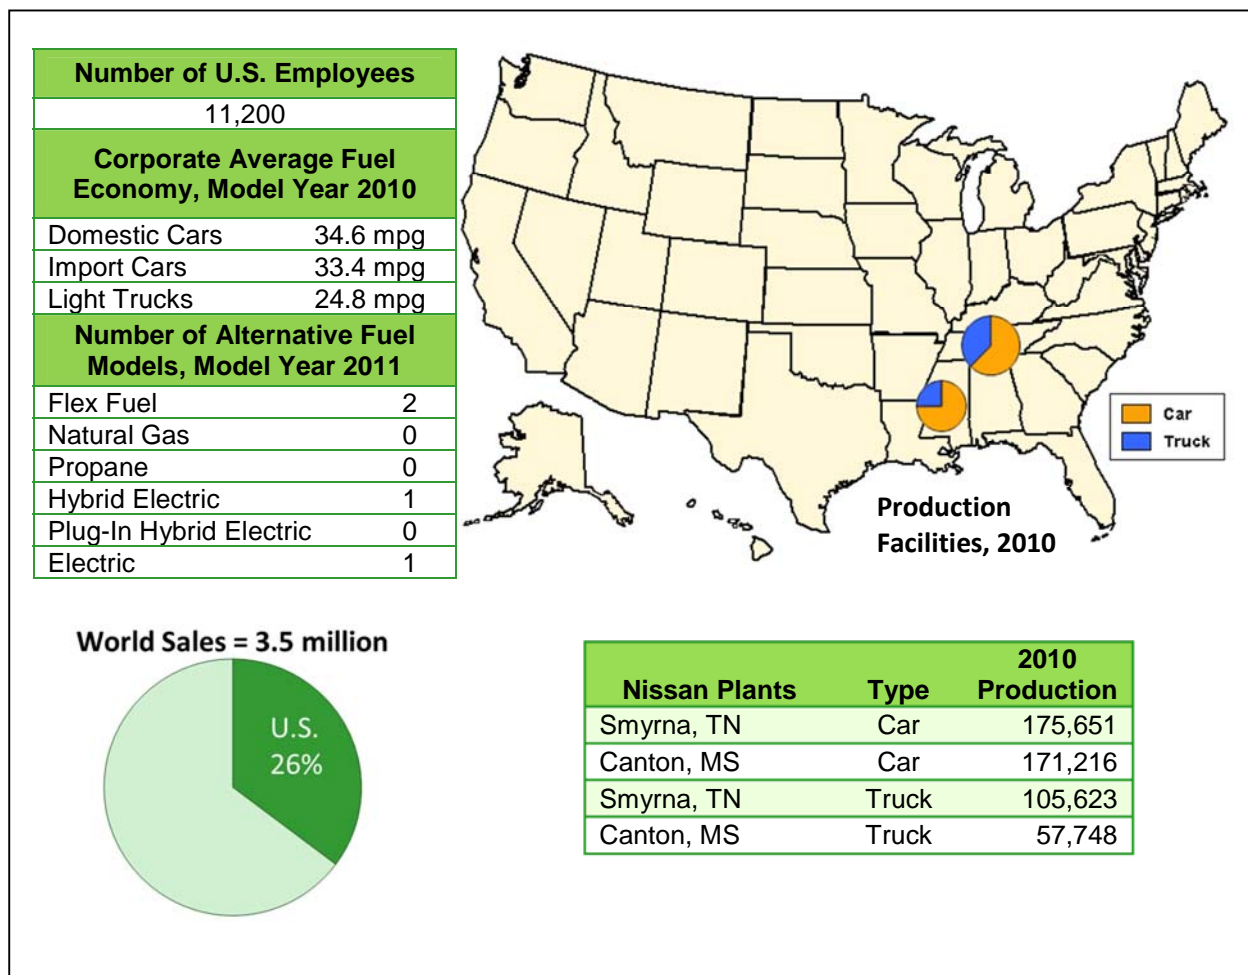 Number of U.S. Employees
11,200
Corporate Average Fuel
Economy, Model Year 2010
Domestic Cars 34.6 mpg
Import Cars 33.4 mpg
Light Trucks 24.8 mpg
Number of Alternative Fuel
Models, Model Year 2011
Flex Fuel 2
Natural Gas 0
Propane 0
Hybrid Electric 1
Plug-In Hybrid Electric 0
Electric 1
Car
Truck
Production
Facilities, 2010
World Sales = 3.5 million
U.S.
26%
2010
Nissan Plants Type Production
Smyrna, TN Car 175,651
Canton, MS Car 171,216
Smyrna, TN Truck 105,623
Canton, MS Truck 57,748